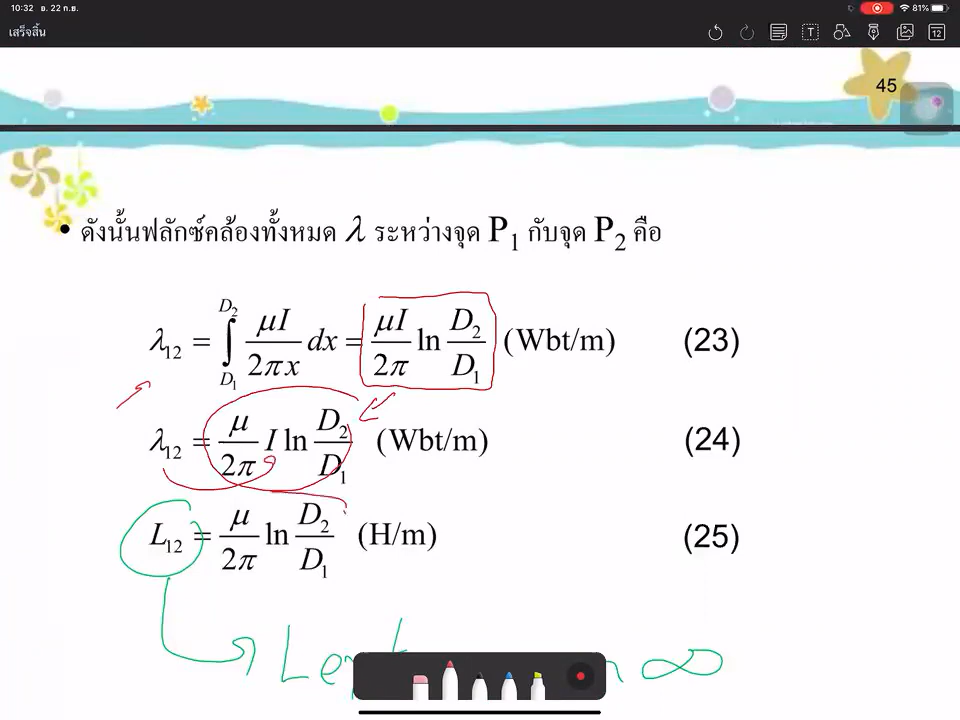 10:32 อ. 22 ก.ย.
81%
เสร็จสิ้น
T
12
45
• ดังนั้นฟลักซ์คล้องทั้งหมด λ ระหว่างจุด P₁ กับจุด P₂ คือ
λ₁₂ = ∫_{D₁}^{D₂} μI/2πx dx = μI/2π ln D₂/D₁ (Wbt/m) (23)
λ₁₂ = μ/2π I ln D₂/D₁ (Wbt/m) (24)
L₁₂ = μ/2π ln D₂/D₁ (H/m) (25)
∞